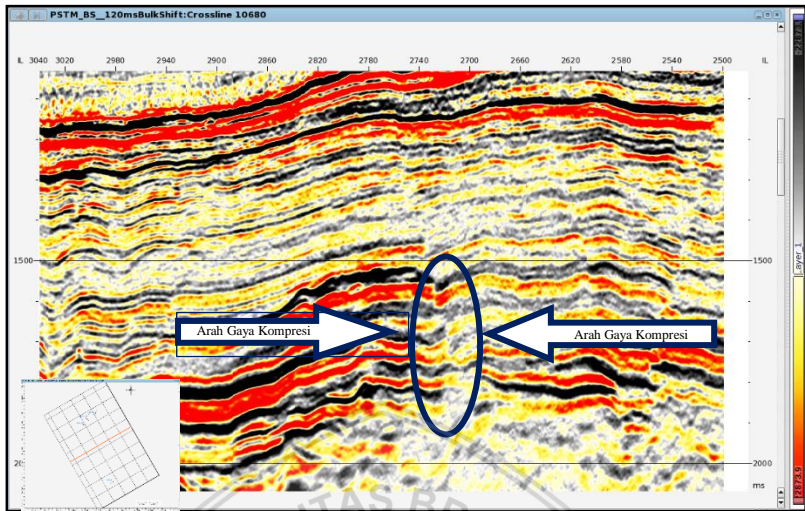 PSTM_BS__120msBulkShift:Crossline 10680
IL 3040 3020 2980 2940 2900 2860 2820 2780 2740 2700 2660 2620 2580 2540 2500 IL
1500 1500
Arah Gaya Kompresi
Arah Gaya Kompresi
Layer_1
2000
ms